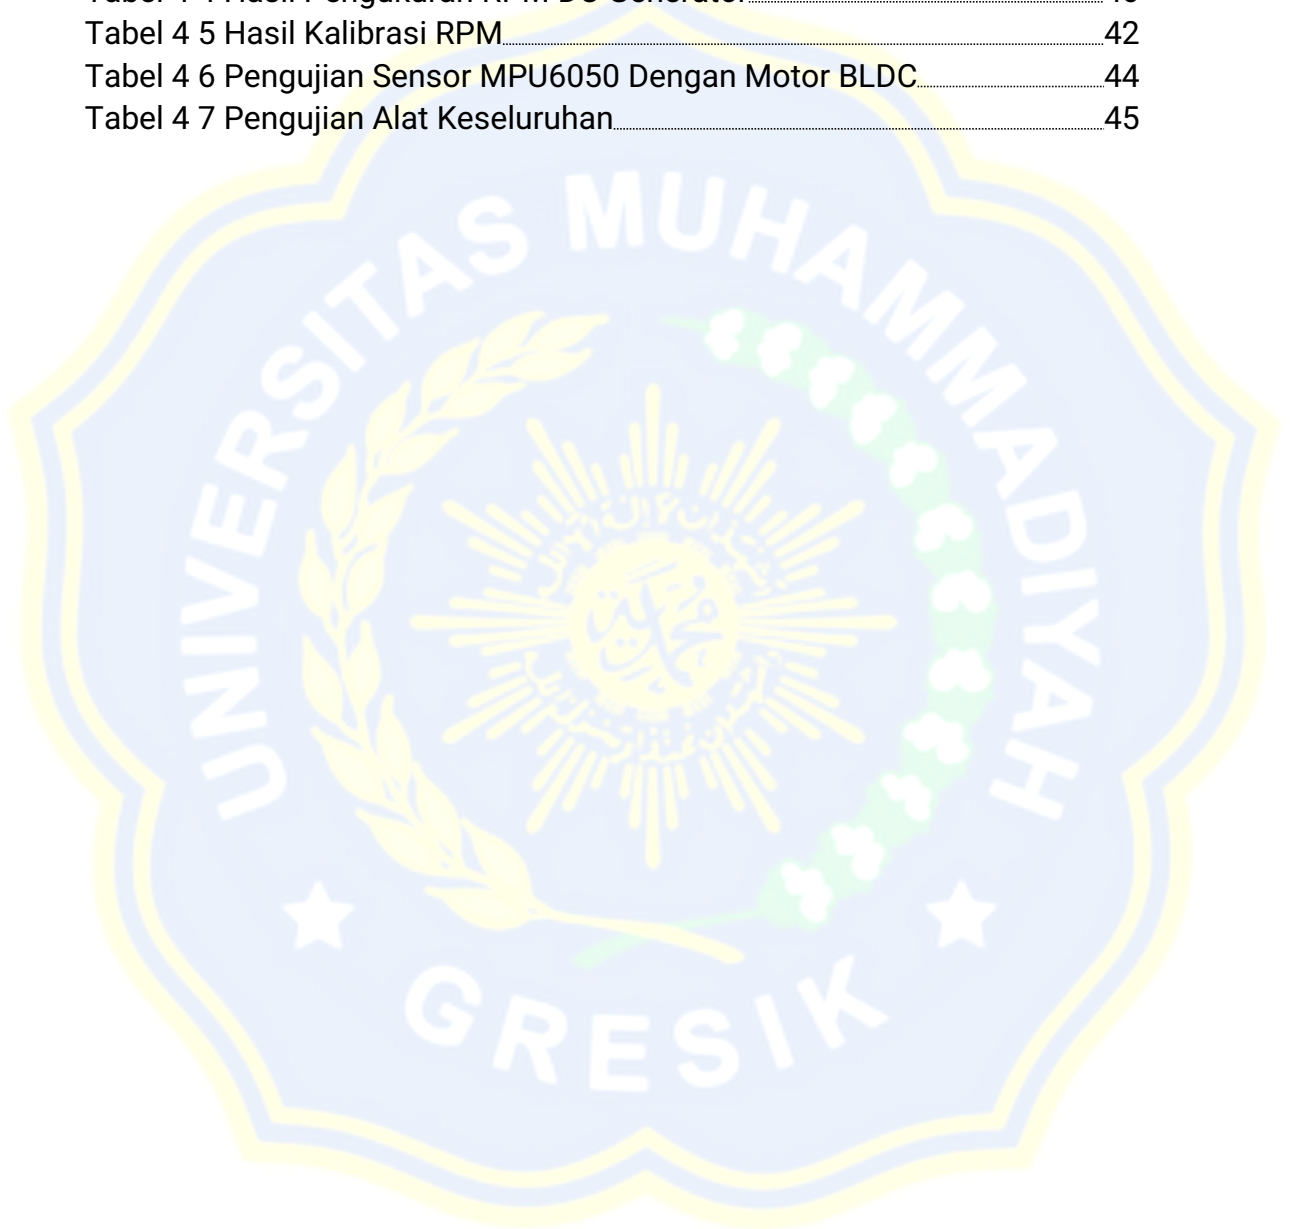 Tabel 4 5 Hasil Kalibrasi RPM 42
Tabel 4 6 Pengujian Sensor MPU6050 Dengan Motor BLDC 44
Tabel 4 7 Pengujian Alat Keseluruhan 45
UNIVERSITAS MUHAMMADIYAH
GRESIK